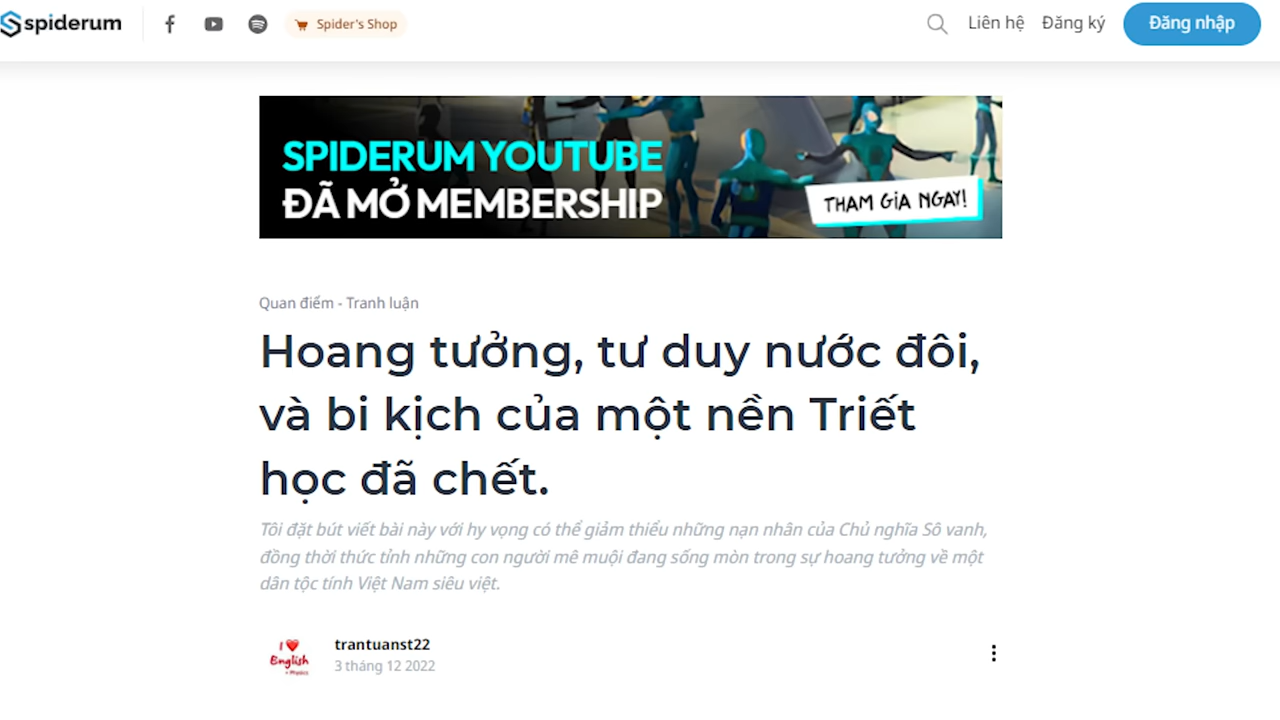 spiderum
Spider's Shop
Liên hệ
Đăng ký
Đăng nhập
SPIDERUM YOUTUBE
ĐÃ MỞ MEMBERSHIP
THAM GIA NGAY!
Quan điểm - Tranh luận
Hoang tưởng, tư duy nước đôi,
và bi kịch của một nền Triết
học đã chết.
Tôi đặt bút viết bài này với hy vọng có thể giảm thiểu những nạn nhân của Chủ nghĩa Sô vanh,
đồng thời thức tỉnh những con người mê muội đang sống mòn trong sự hoang tưởng về một
dân tộc tính Việt Nam siêu việt.
I
English
+ Physics
trantuanst22
3 tháng 12 2022